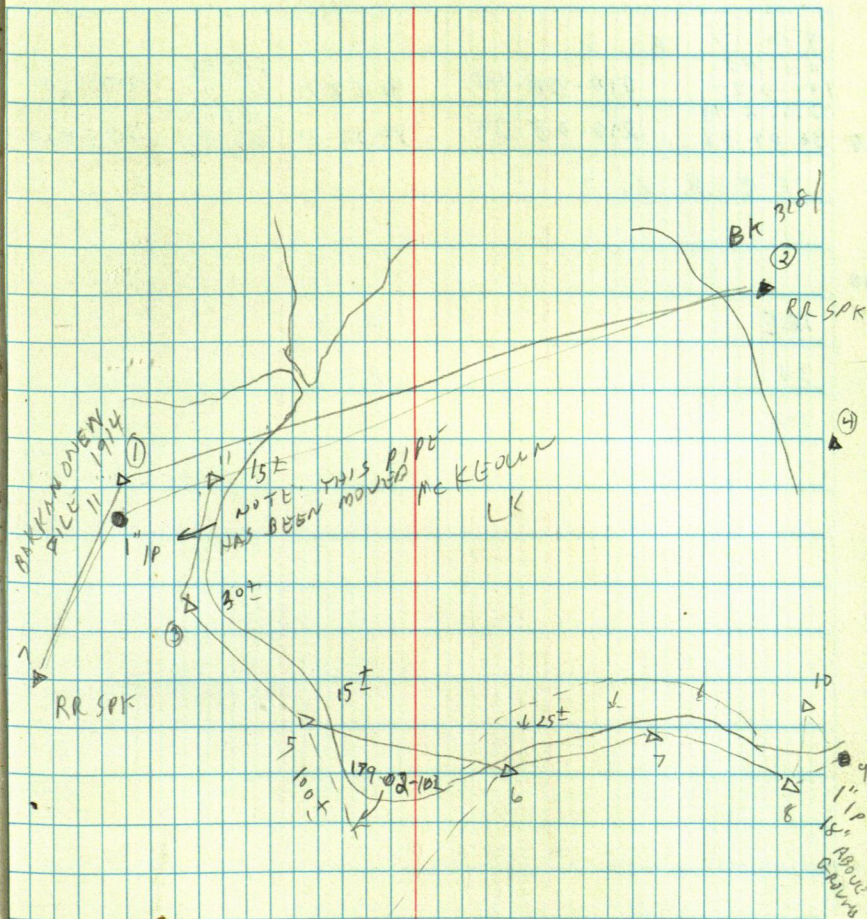 BK 3181
②
RR SPK
④
BAKKANONEN
FILE 11 1914
①
11
15±
NOTE: THIS PIPE
HAS BEEN MOVED
McKEOWN
LK
1" IP
③
30±
7
RR SPK
15±
5
100±
179-02-102
6
25±
7
8
10
9
1" IP
18"
ABOVE
GROUND